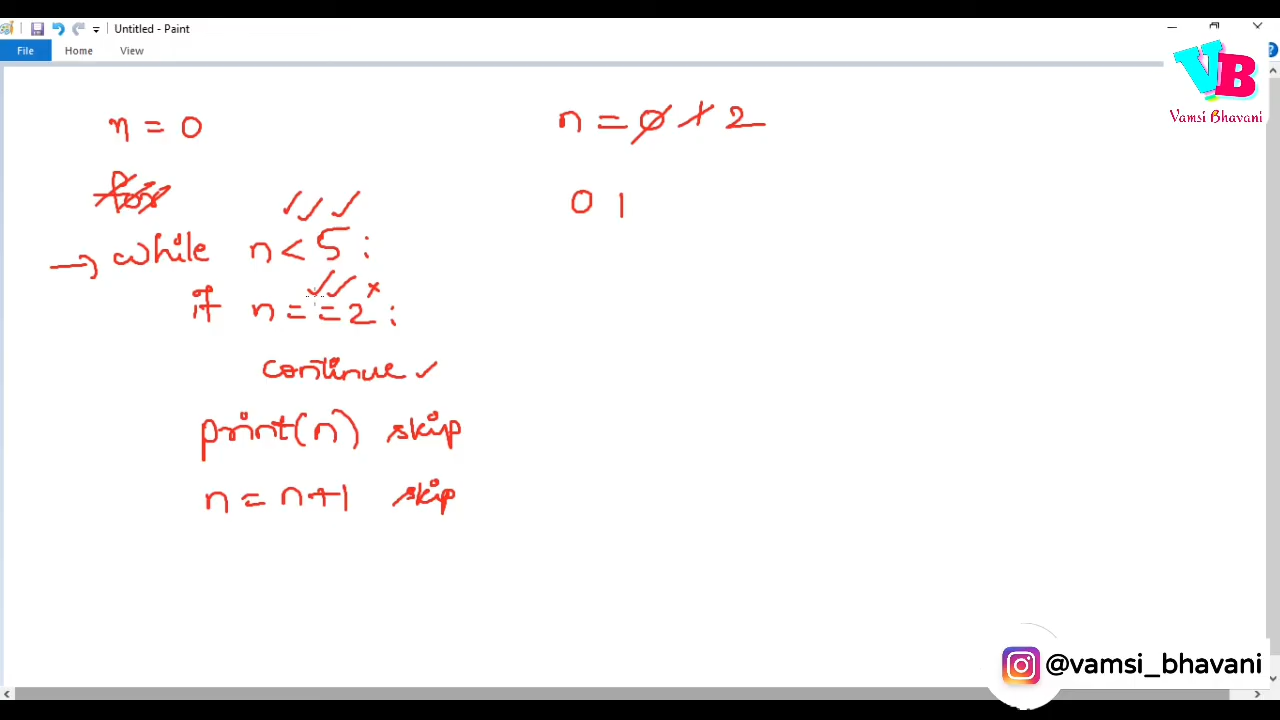 Untitled - Paint
File Home View
VB
Vamsi Bhavani
n = 0
n = 0 1 2
for
0 1
while n < 5 :
if n = = 2 :
continue
print(n) skip
n = n+1 skip
@vamsi_bhavani